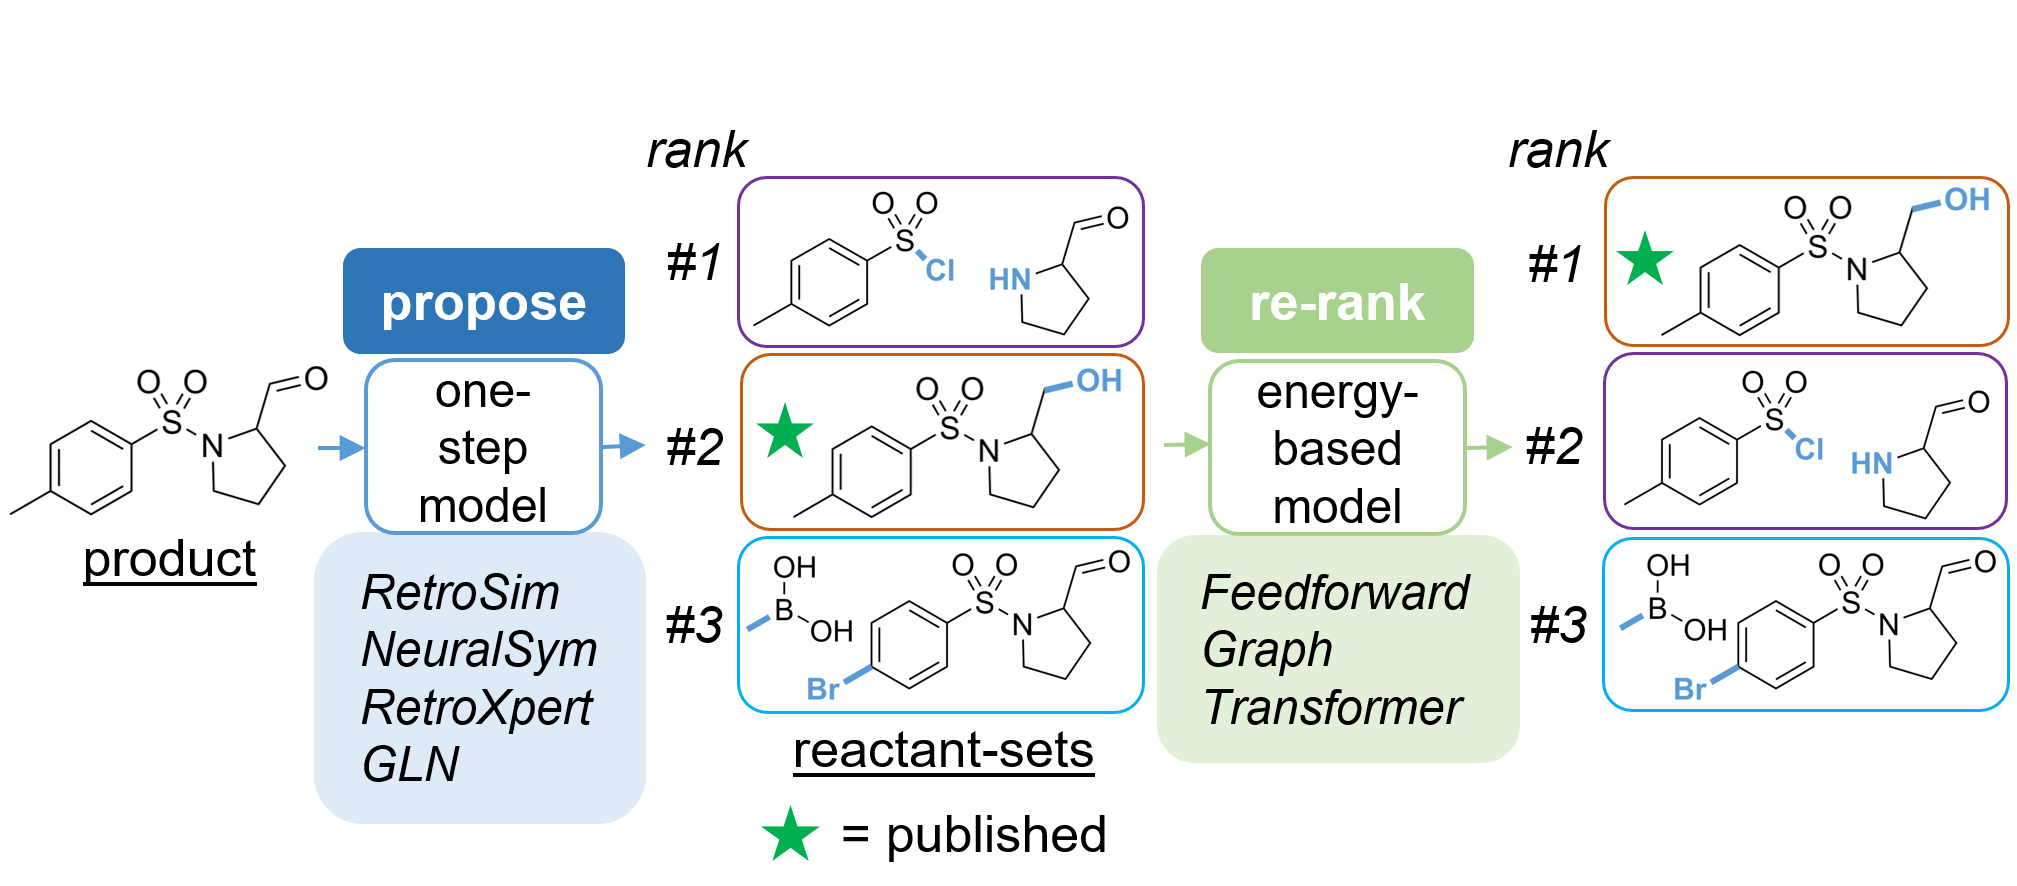 product
propose
one-
step
model
RetroSim
NeuralSym
RetroXpert
GLN
rank
#1
O O
S
Cl
HN
O
#2
O O
S
N
OH
#3
OH
B
OH
Br
O O
S
N
O
reactant-sets
= published
re-rank
energy-
based
model
Feedforward
Graph
Transformer
rank
#1
O O
S
N
OH
#2
O O
S
Cl
HN
O
#3
OH
B
OH
Br
O O
S
N
O
O O
S
N
O